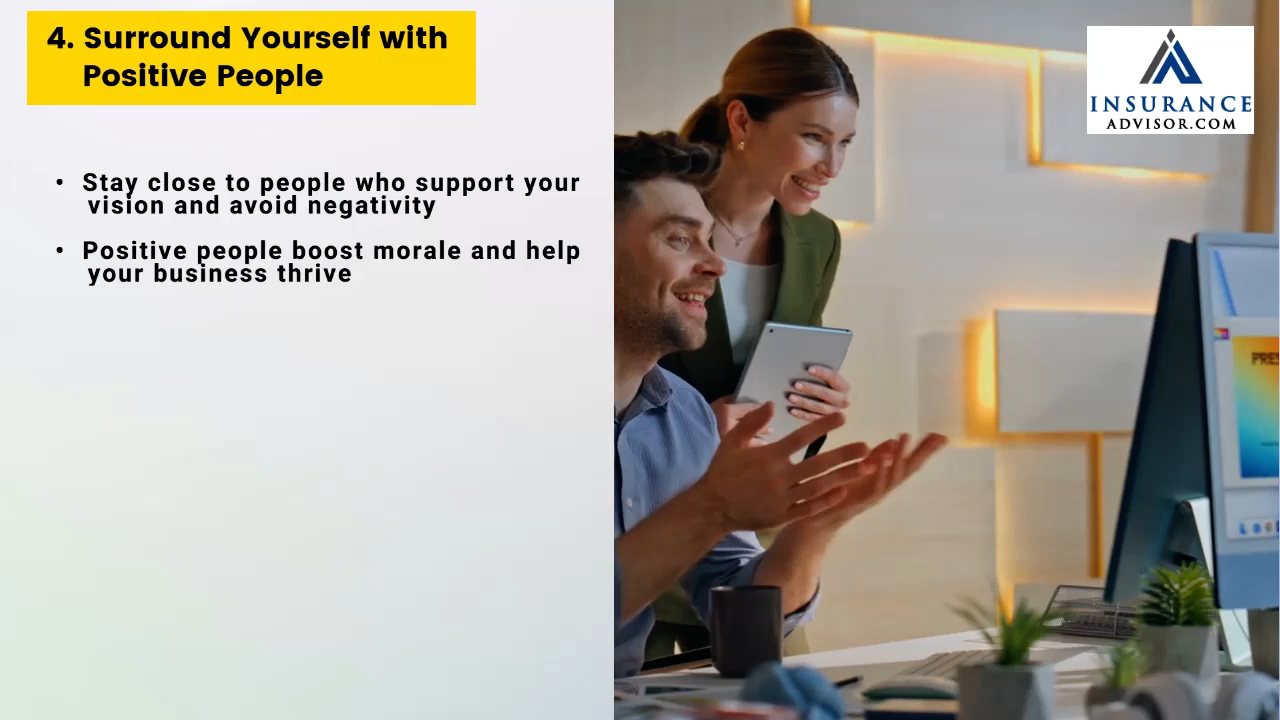 4. Surround Yourself with
Positive People
• Stay close to people who support your
vision and avoid negativity
• Positive people boost morale and help
your business thrive
INSURANCE
ADVISOR.COM